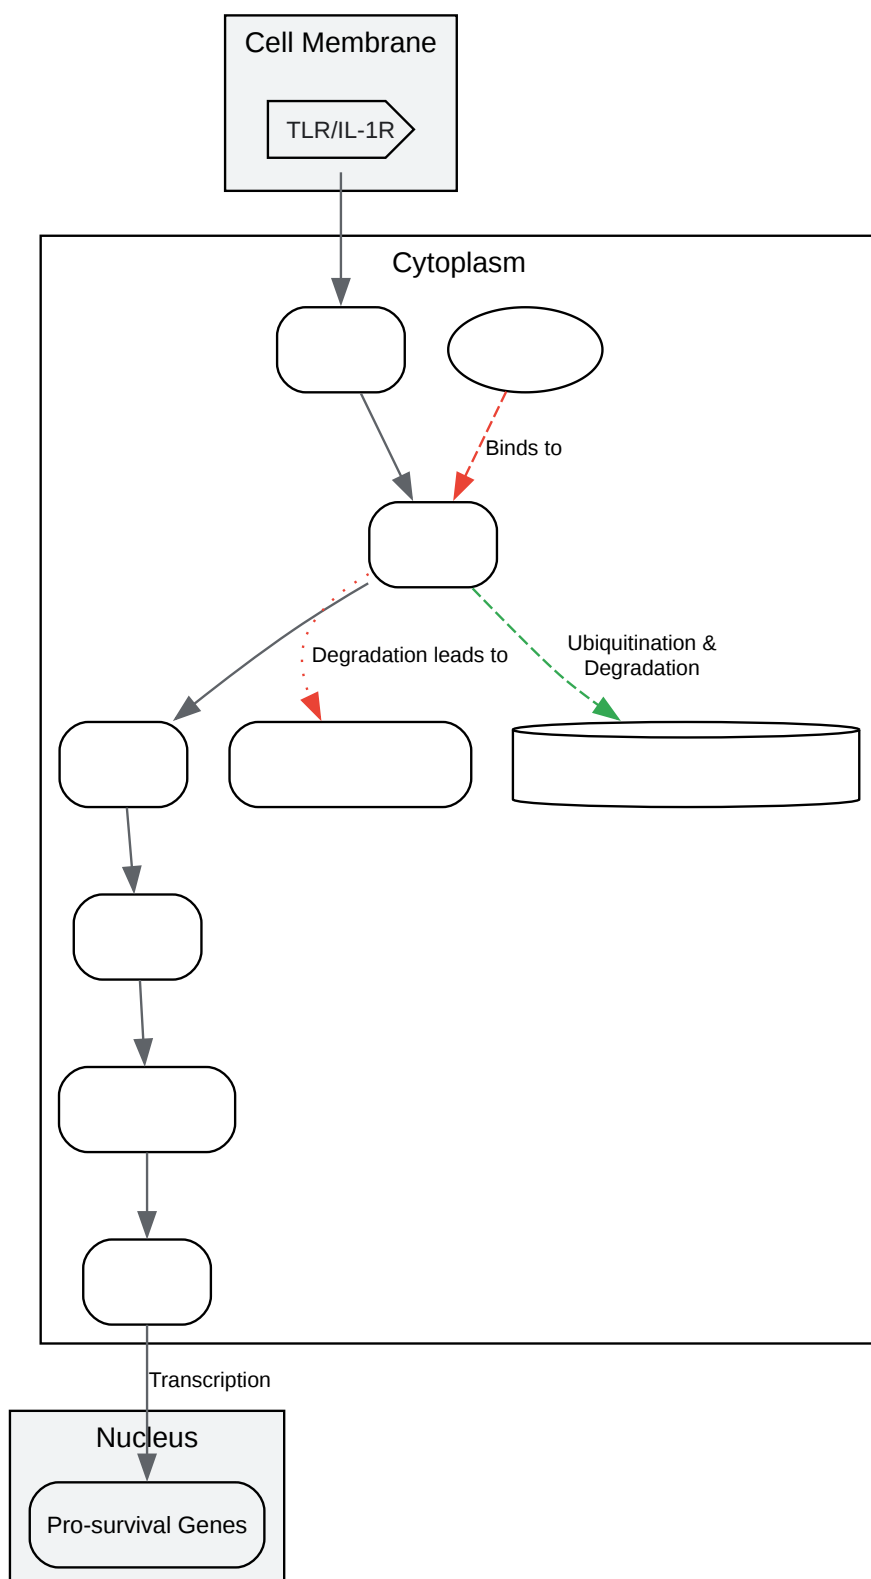 Cell Membrane
TLR/IL-1R
Cytoplasm
Binds to
Degradation leads to
Ubiquitination &
Degradation
Transcription
Nucleus
Pro-survival Genes